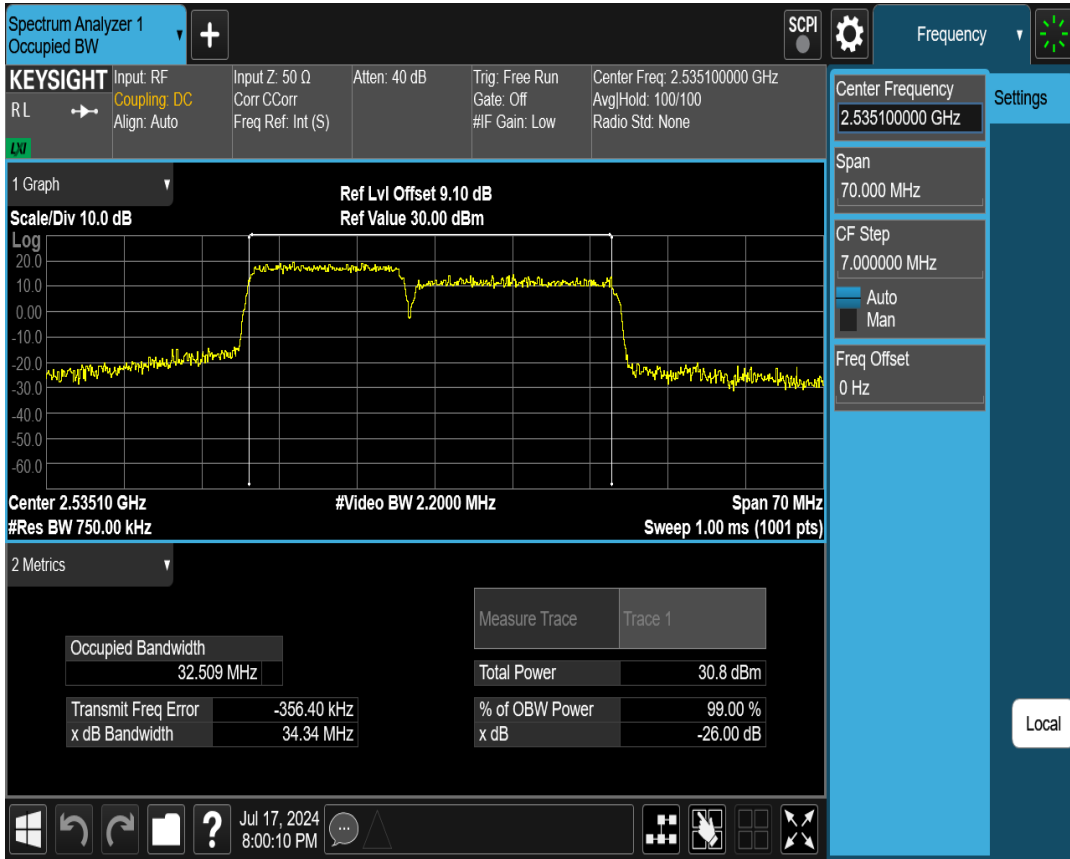 Spectrum Analyzer 1
Occupied BW
+
SCPI
Frequency
KEYSIGHT
R L
LXI
Input: RF
Coupling: DC
Align: Auto
Input Z: 50 Ω
Corr CCorr
Freq Ref: Int (S)
Atten: 40 dB
Trig: Free Run
Gate: Off
#IF Gain: Low
Center Freq: 2.535100000 GHz
Avg|Hold: 100/100
Radio Std: None
Center Frequency
2.535100000 GHz
Settings
Span
70.000 MHz
CF Step
7.000000 MHz
Auto
Man
Freq Offset
0 Hz
Local
1 Graph
Ref Lvl Offset 9.10 dB
Scale/Div 10.0 dB
Ref Value 30.00 dBm
Log
20.0
10.0
0.00
-10.0
-20.0
-30.0
-40.0
-50.0
-60.0
Center 2.53510 GHz
#Video BW 2.2000 MHz
Span 70 MHz
#Res BW 750.00 kHz
Sweep 1.00 ms (1001 pts)
2 Metrics
Measure Trace
Trace 1
Occupied Bandwidth
32.509 MHz
Total Power
30.8 dBm
Transmit Freq Error
-356.40 kHz
% of OBW Power
99.00 %
x dB Bandwidth
34.34 MHz
x dB
-26.00 dB
?
Jul 17, 2024
8:00:10 PM